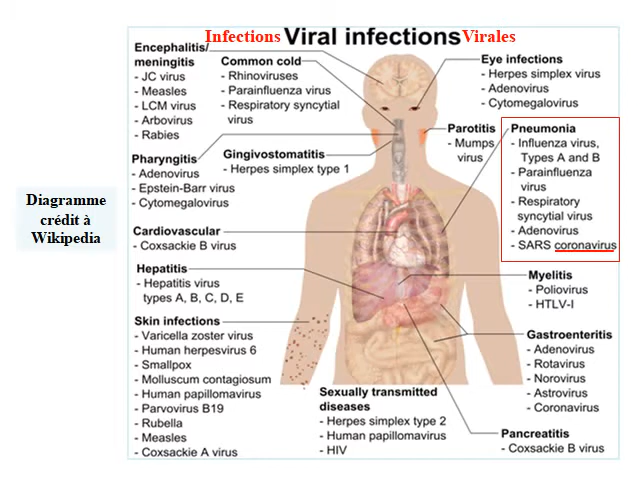 Infections Viral infections Virales
Encephalitis/
meningitis
- JC virus
- Measles
- LCM virus
- Arbovirus
- Rabies
Common cold
- Rhinoviruses
- Parainfluenza virus
- Respiratory syncytial
virus
Eye infections
- Herpes simplex virus
- Adenovirus
- Cytomegalovirus
Pharyngitis
- Adenovirus
- Epstein-Barr virus
- Cytomegalovirus
Gingivostomatitis
- Herpes simplex type 1
Parotitis
- Mumps
virus
Pneumonia
- Influenza virus,
Types A and B
- Parainfluenza
virus
- Respiratory
syncytial virus
- Adenovirus
- SARS coronavirus
Diagramme
crédit à
Wikipedia
Cardiovascular
- Coxsackie B virus
Hepatitis
- Hepatitis virus
types A, B, C, D, E
Myelitis
- Poliovirus
- HTLV-I
Skin infections
- Varicella zoster virus
- Human herpesvirus 6
- Smallpox
- Molluscum contagiosum
- Human papillomavirus
- Parvovirus B19
- Rubella
- Measles
- Coxsackie A virus
Gastroenteritis
- Adenovirus
- Rotavirus
- Norovirus
- Astrovirus
- Coronavirus
Sexually transmitted
diseases
- Herpes simplex type 2
- Human papillomavirus
- HIV
Pancreatitis
- Coxsackie B virus